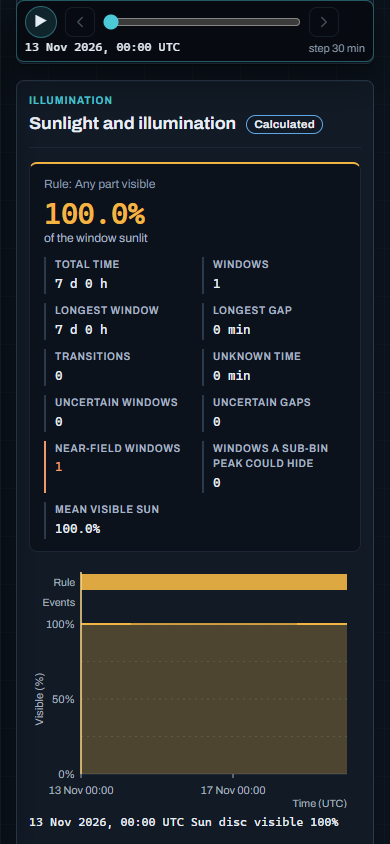 13 Nov 2026, 00:00 UTC
step 30 min
ILLUMINATION
Sunlight and illumination
Calculated
Rule: Any part visible
100.0%
of the window sunlit
TOTAL TIME
7 d 0 h
WINDOWS
1
LONGEST WINDOW
7 d 0 h
LONGEST GAP
0 min
TRANSITIONS
0
UNKNOWN TIME
0 min
UNCERTAIN WINDOWS
0
UNCERTAIN GAPS
0
NEAR-FIELD WINDOWS
1
WINDOWS A SUB-BIN
PEAK COULD HIDE
0
MEAN VISIBLE SUN
100.0%
Rule
Events
100%
50%
0%
Visible (%)
13 Nov 00:00
17 Nov 00:00
Time (UTC)
13 Nov 2026, 00:00 UTC Sun disc visible 100%